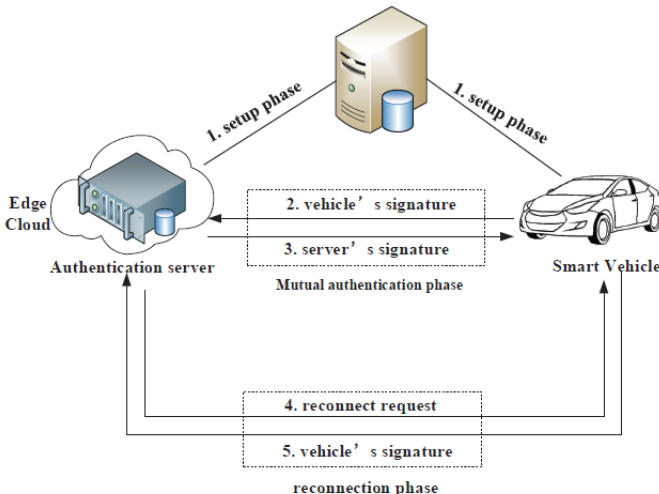 1. setup phase
1. setup phase
Edge
Cloud
2. vehicle’s signature
3. server’s signature
Authentication server
Smart Vehicle
Mutual authentication phase
4. reconnect request
5. vehicle’s signature
reconnection phase